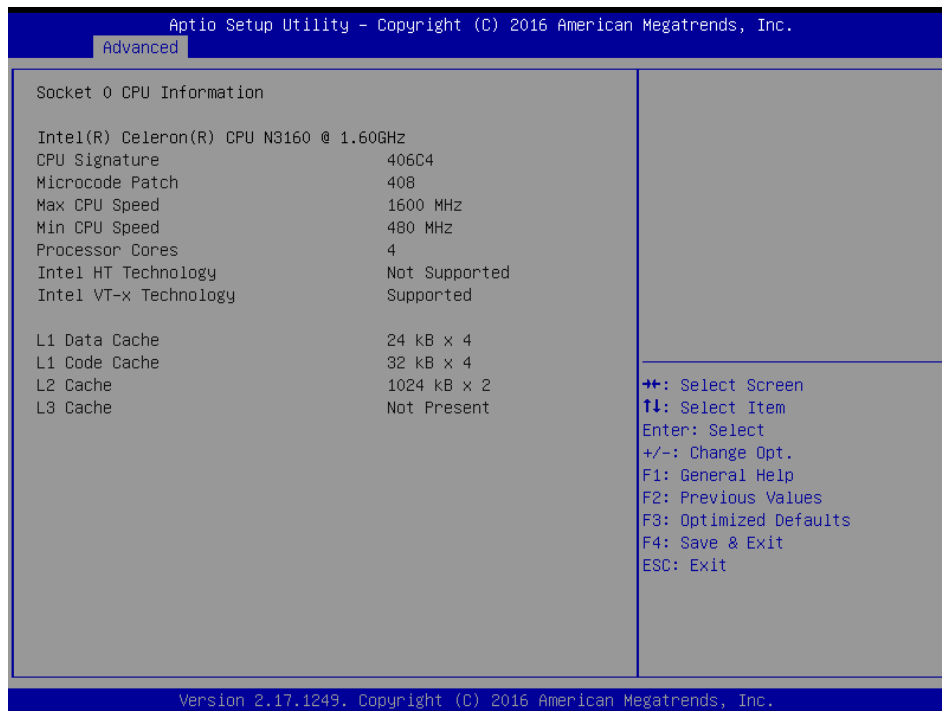 Aptio Setup Utility – Copyright (C) 2016 American Megatrends, Inc.
Advanced
Socket 0 CPU Information
Intel(R) Celeron(R) CPU N3160 @ 1.60GHz
CPU Signature 406C4
Microcode Patch 408
Max CPU Speed 1600 MHz
Min CPU Speed 480 MHz
Processor Cores 4
Intel HT Technology Not Supported
Intel VT-x Technology Supported
L1 Data Cache 24 kB x 4
L1 Code Cache 32 kB x 4
L2 Cache 1024 kB x 2
L3 Cache Not Present
→←: Select Screen
↑↓: Select Item
Enter: Select
+/-: Change Opt.
F1: General Help
F2: Previous Values
F3: Optimized Defaults
F4: Save & Exit
ESC: Exit
Version 2.17.1249. Copyright (C) 2016 American Megatrends, Inc.